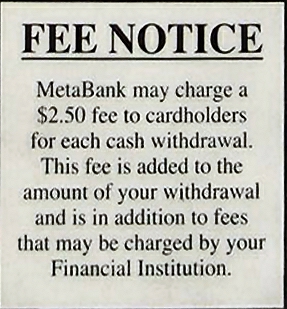 FEE NOTICE
MetaBank may charge a
$2.50 fee to cardholders
for each cash withdrawal.
This fee is added to the
amount of your withdrawal
and is in addition to fees
that may be charged by your
Financial Institution.